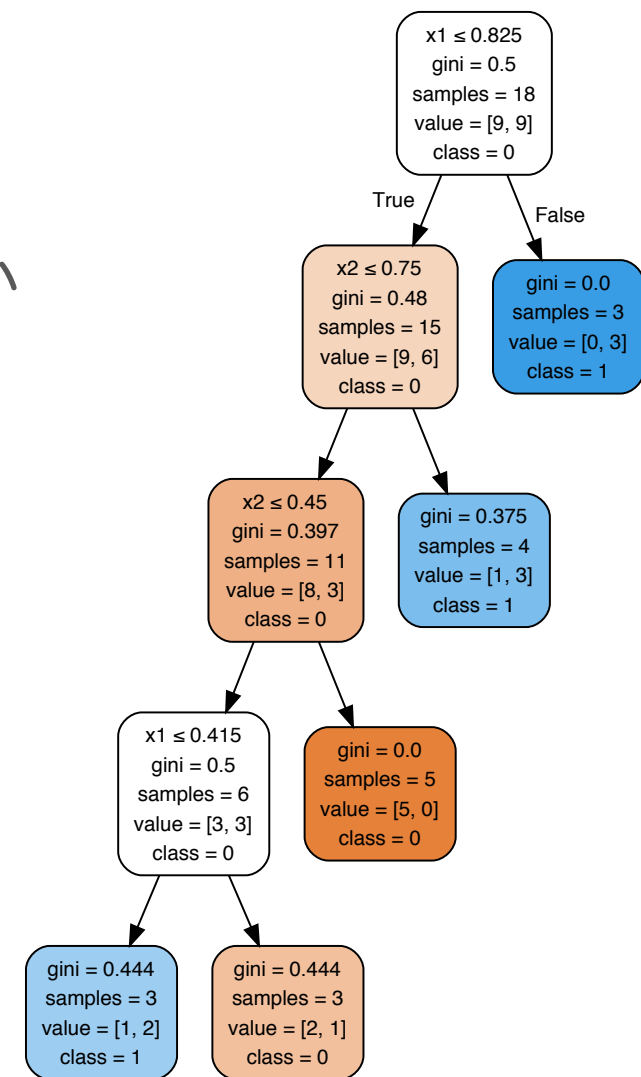 x1 ≤ 0.825
gini = 0.5
samples = 18
value = [9, 9]
class = 0
True
False
x2 ≤ 0.75
gini = 0.48
samples = 15
value = [9, 6]
class = 0
gini = 0.0
samples = 3
value = [0, 3]
class = 1
x2 ≤ 0.45
gini = 0.397
samples = 11
value = [8, 3]
class = 0
gini = 0.375
samples = 4
value = [1, 3]
class = 1
x1 ≤ 0.415
gini = 0.5
samples = 6
value = [3, 3]
class = 0
gini = 0.0
samples = 5
value = [5, 0]
class = 0
gini = 0.444
samples = 3
value = [1, 2]
class = 1
gini = 0.444
samples = 3
value = [2, 1]
class = 0